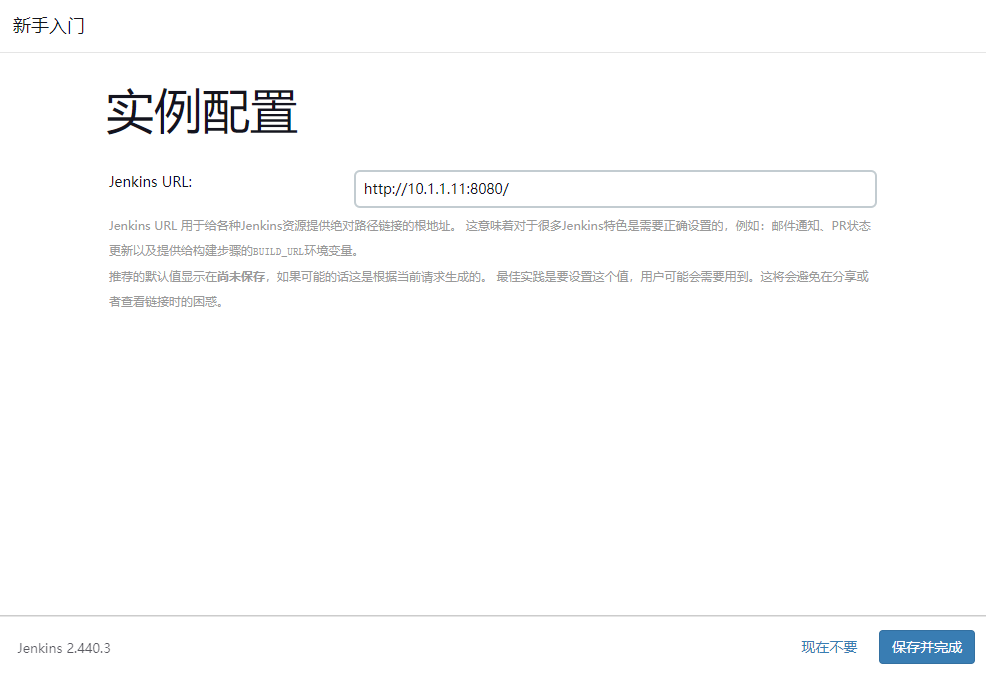 新手入门
实例配置
Jenkins URL:
http://10.1.1.11:8080/
Jenkins URL 用于给各种Jenkins资源提供绝对路径链接的根地址。 这意味着对于很多Jenkins特色是需要正确设置的，例如：邮件通知、PR状态
更新以及提供给构建步骤的BUILD_URL环境变量。
推荐的默认值显示在尚未保存，如果可能的话这是根据当前请求生成的。 最佳实践是要设置这个值，用户可能会需要用到。这将会避免在分享或
者查看链接时的困惑。
Jenkins 2.440.3
现在不要
保存并完成